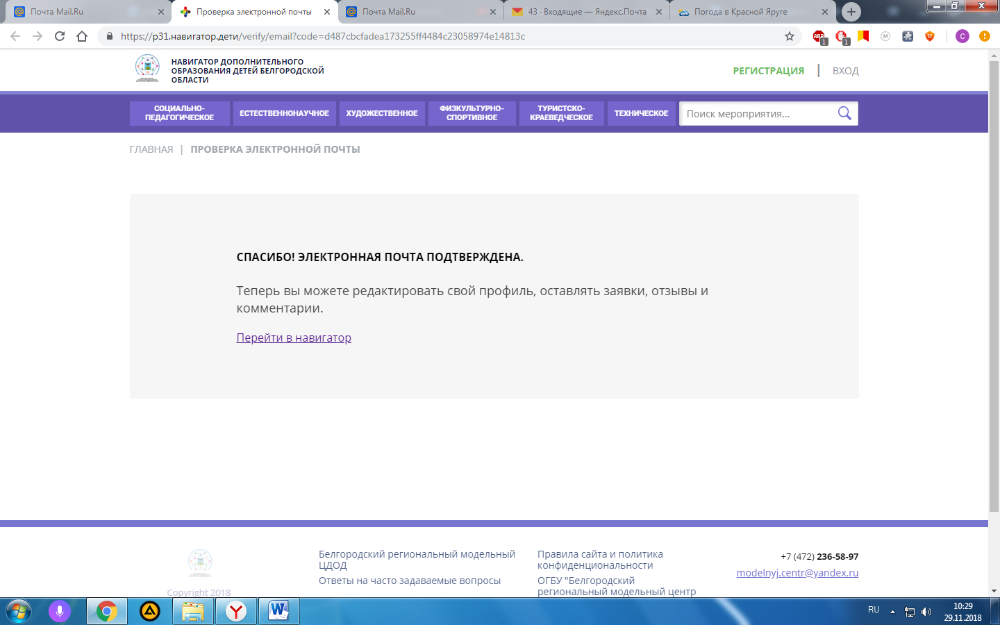 Почта Mail.Ru
Проверка электронной почты
Почта Mail.Ru
43 · Входящие — Яндекс.Почта
Погода в Красной Яруге
https://р31.навигатор.дети/verify/email?code=d487cbcfadea173255ff4484c23058974e14813c
ABP
1
1
M
C
НАВИГАТОР ДОПОЛНИТЕЛЬНОГО
ОБРАЗОВАНИЯ ДЕТЕЙ БЕЛГОРОДСКОЙ
ОБЛАСТИ
РЕГИСТРАЦИЯ | ВХОД
СОЦИАЛЬНО-
ПЕДАГОГИЧЕСКОЕ
ЕСТЕСТВЕННОНАУЧНОЕ
ХУДОЖЕСТВЕННОЕ
ФИЗКУЛЬТУРНО-
СПОРТИВНОЕ
ТУРИСТСКО-
КРАЕВЕДЧЕСКОЕ
ТЕХНИЧЕСКОЕ
Поиск мероприятия...
ГЛАВНАЯ | ПРОВЕРКА ЭЛЕКТРОННОЙ ПОЧТЫ
СПАСИБО! ЭЛЕКТРОННАЯ ПОЧТА ПОДТВЕРЖДЕНА.
Теперь вы можете редактировать свой профиль, оставлять заявки, отзывы и
комментарии.
Перейти в навигатор
Copyright 2018
Белгородский региональный модельный
ЦДОД
Ответы на часто задаваемые вопросы
Правила сайта и политика
конфиденциальности
ОГБУ "Белгородский
региональный модельный центр
+7 (472) 236-58-97
modelnyj.centr@yandex.ru
RU
10:29
29.11.2018